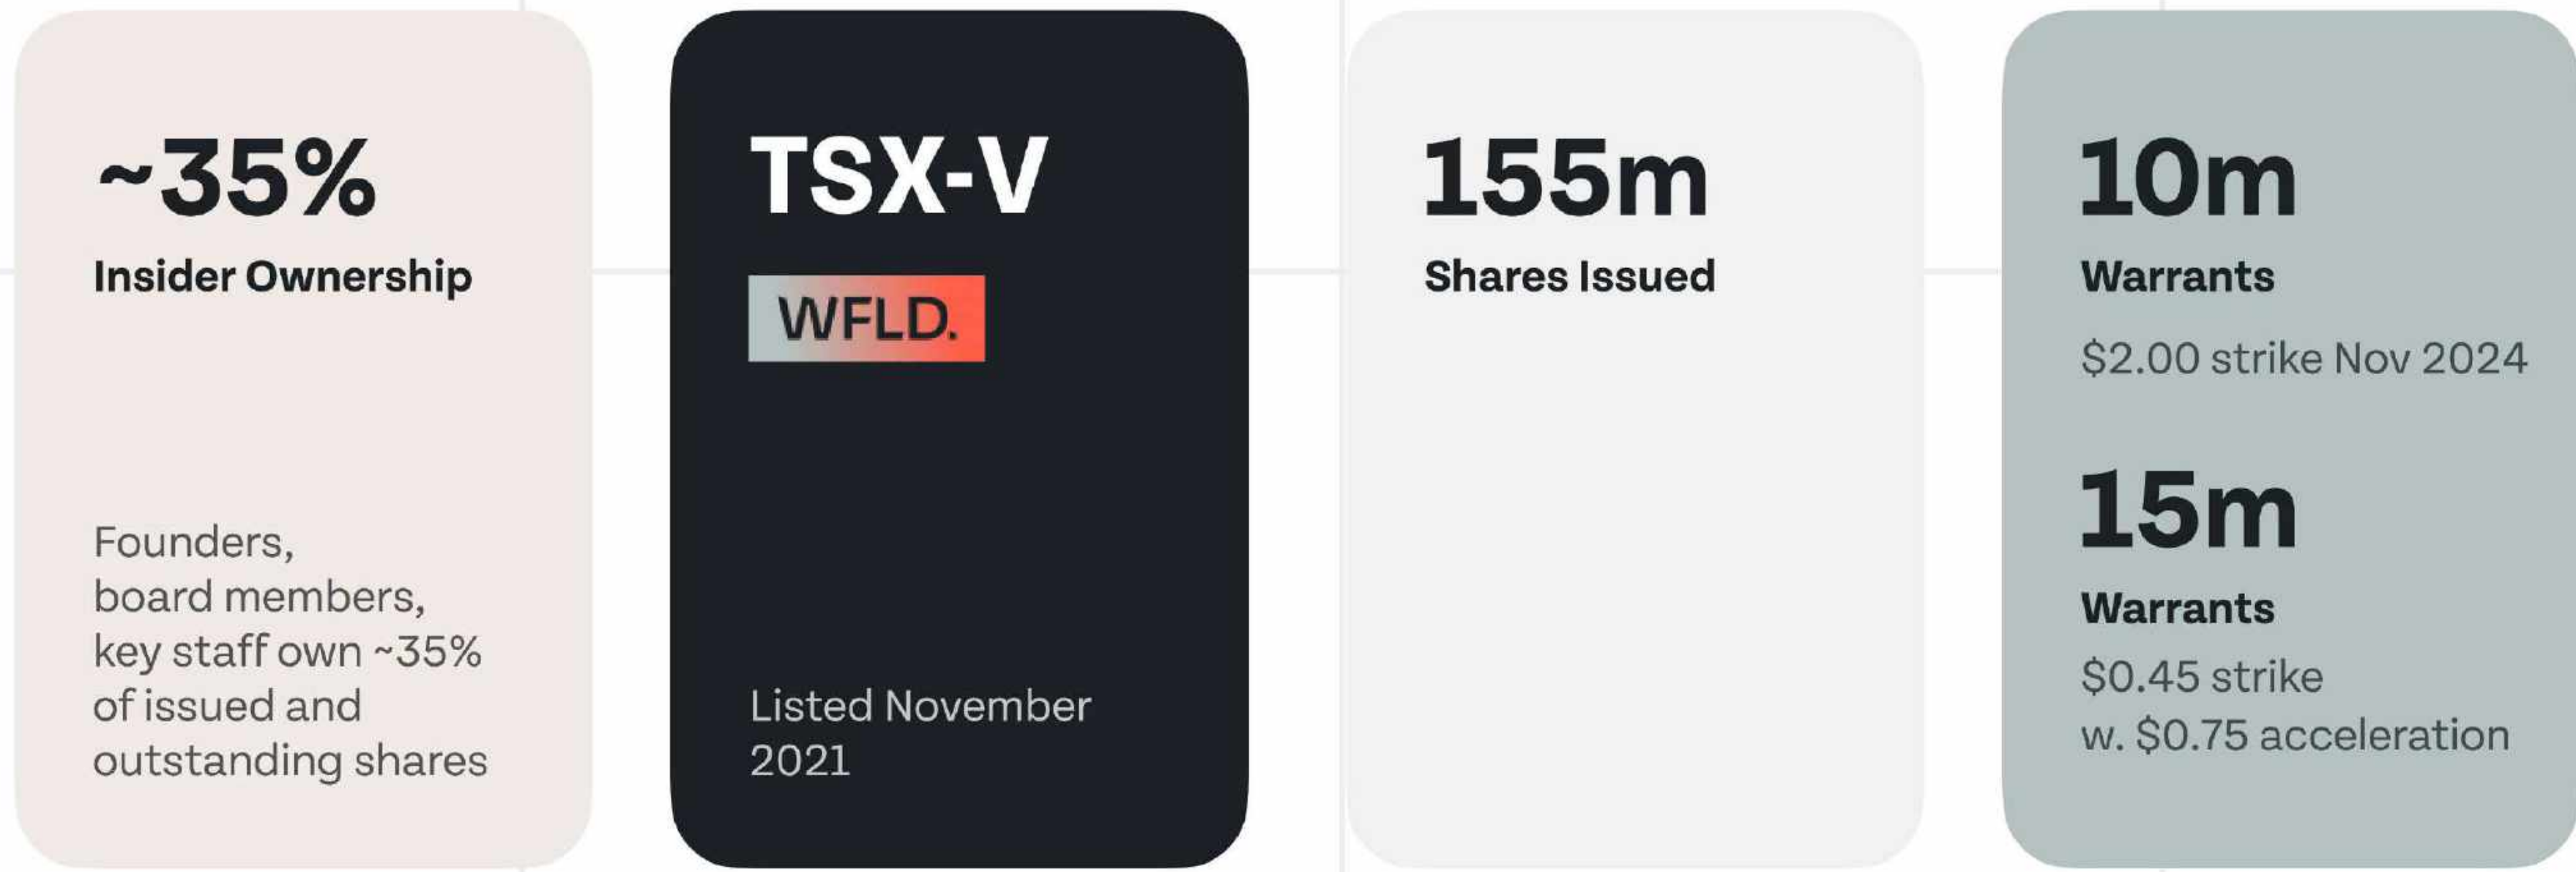 ~35%
Insider Ownership
Founders,
board members,
key staff own ~35%
of issued and
outstanding shares
TSX-V
WFLD.
Listed November
2021
155m
Shares Issued
10m
Warrants
$2.00 strike Nov 2024
15m
Warrants
$0.45 strike
w. $0.75 acceleration